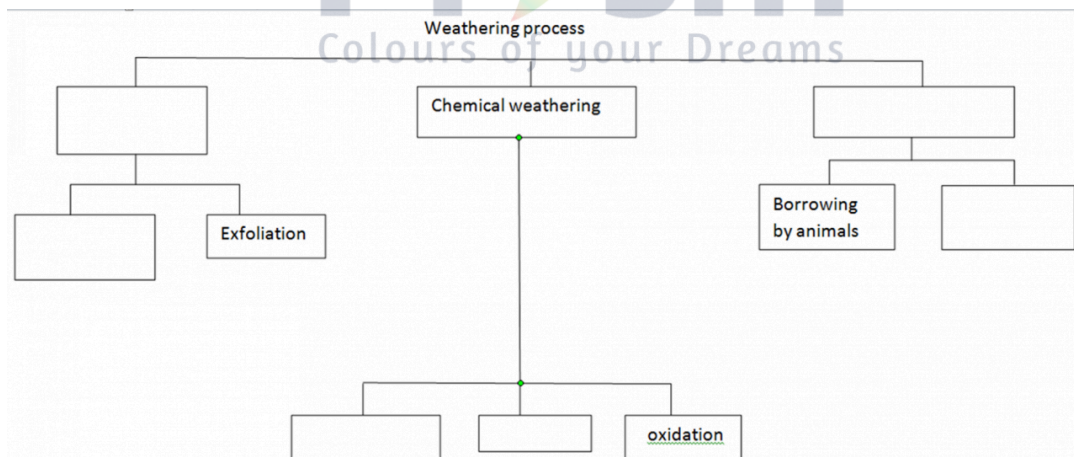 Weathering process
Colours of your Dreams
Chemical weathering
Exfoliation
Borrowing
by animals
oxidation